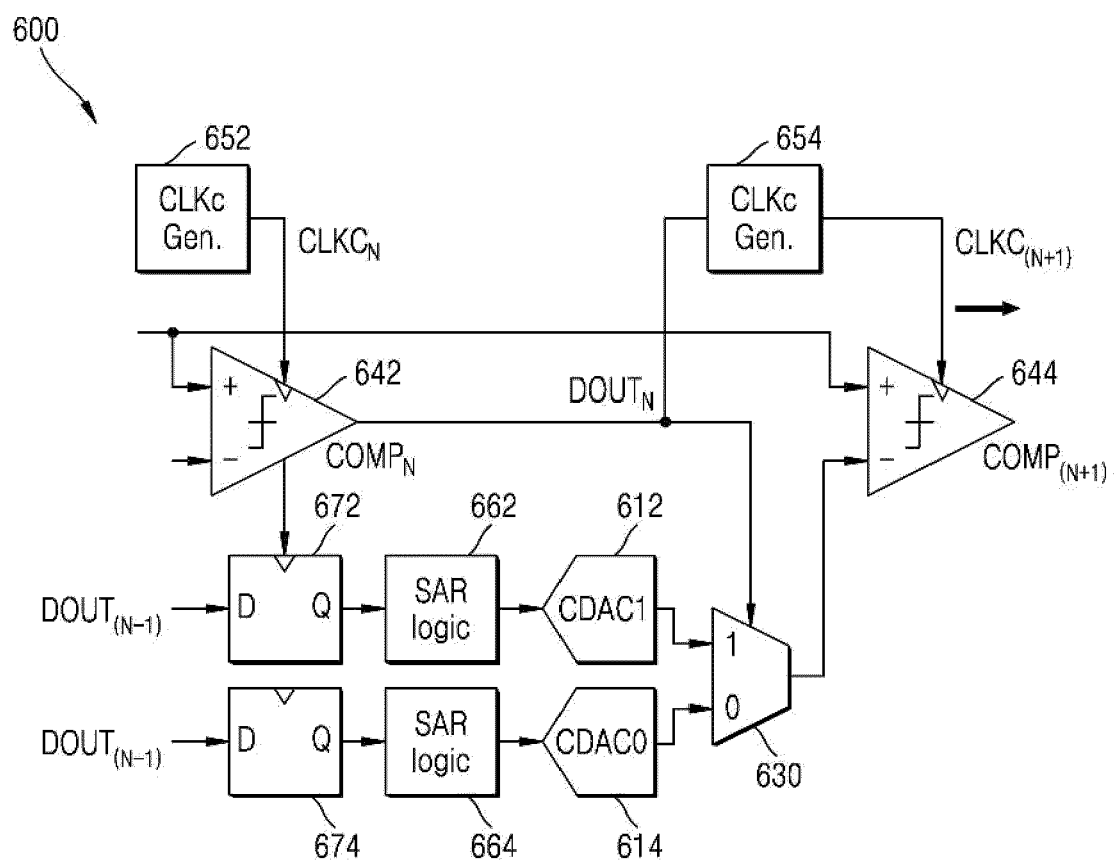 600
652
654
CLKc
Gen.
CLKC_N
CLKc
Gen.
CLKC_(N+1)
+
642
DOUT_N
+
644
−
COMP_N
−
COMP_(N+1)
672
662
612
DOUT_(N−1)
D
Q
SAR
logic
CDAC1
1
DOUT_(N−1)
D
Q
SAR
logic
CDAC0
0
630
674
664
614